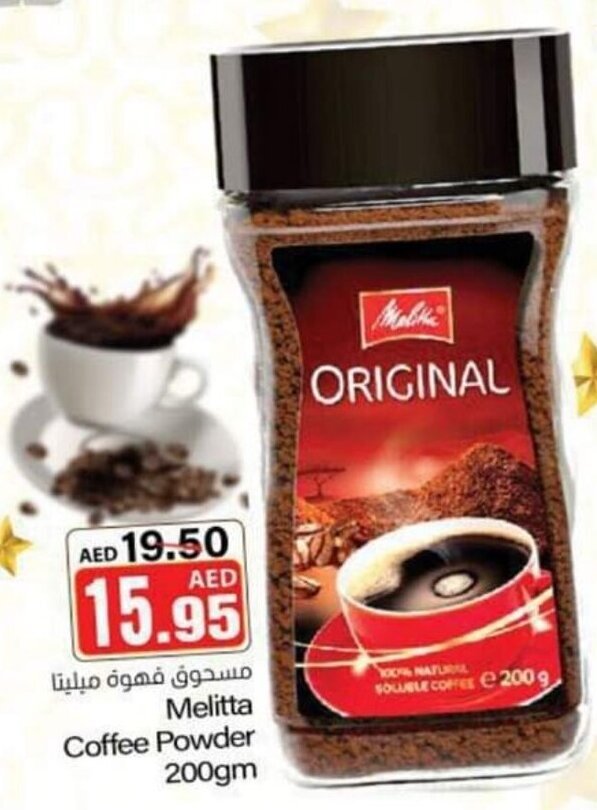 Melitta®
ORIGINAL
100% NATURAL
SOLUBLE COFFEE e 200 g
AED 19.50
AED
15.95
مسحوق قهوة ميليتا
Melitta
Coffee Powder
200gm